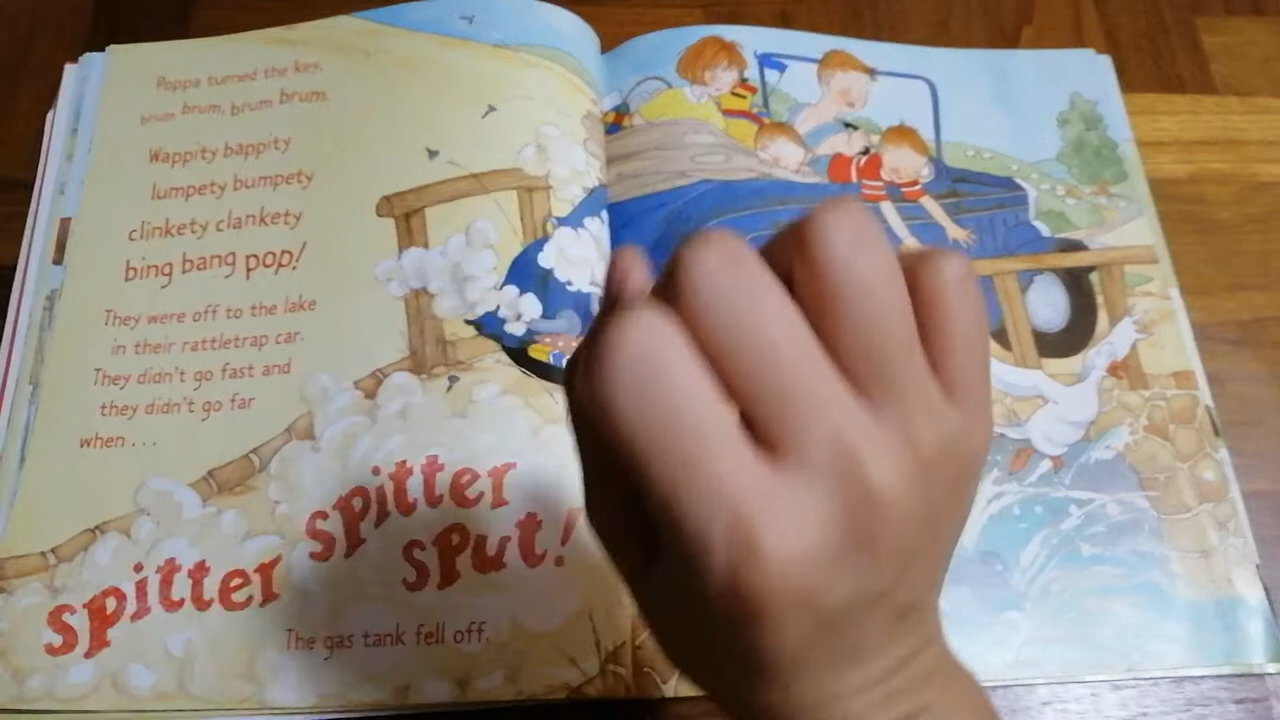 Poppa turned the key,
brum brum, brum brum.
Wappity bappity
lumpety bumpety
clinkety clankety
bing bang pop!
They were off to the lake
in their rattletrap car.
They didn't go fast and
they didn't go far
when . . .
spitter spitter
sput!
The gas tank fell off.